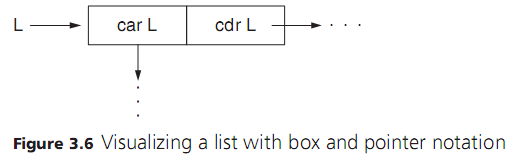 L car L cdr L . . .
.
.
.
Figure 3.6 Visualizing a list with box and pointer notation